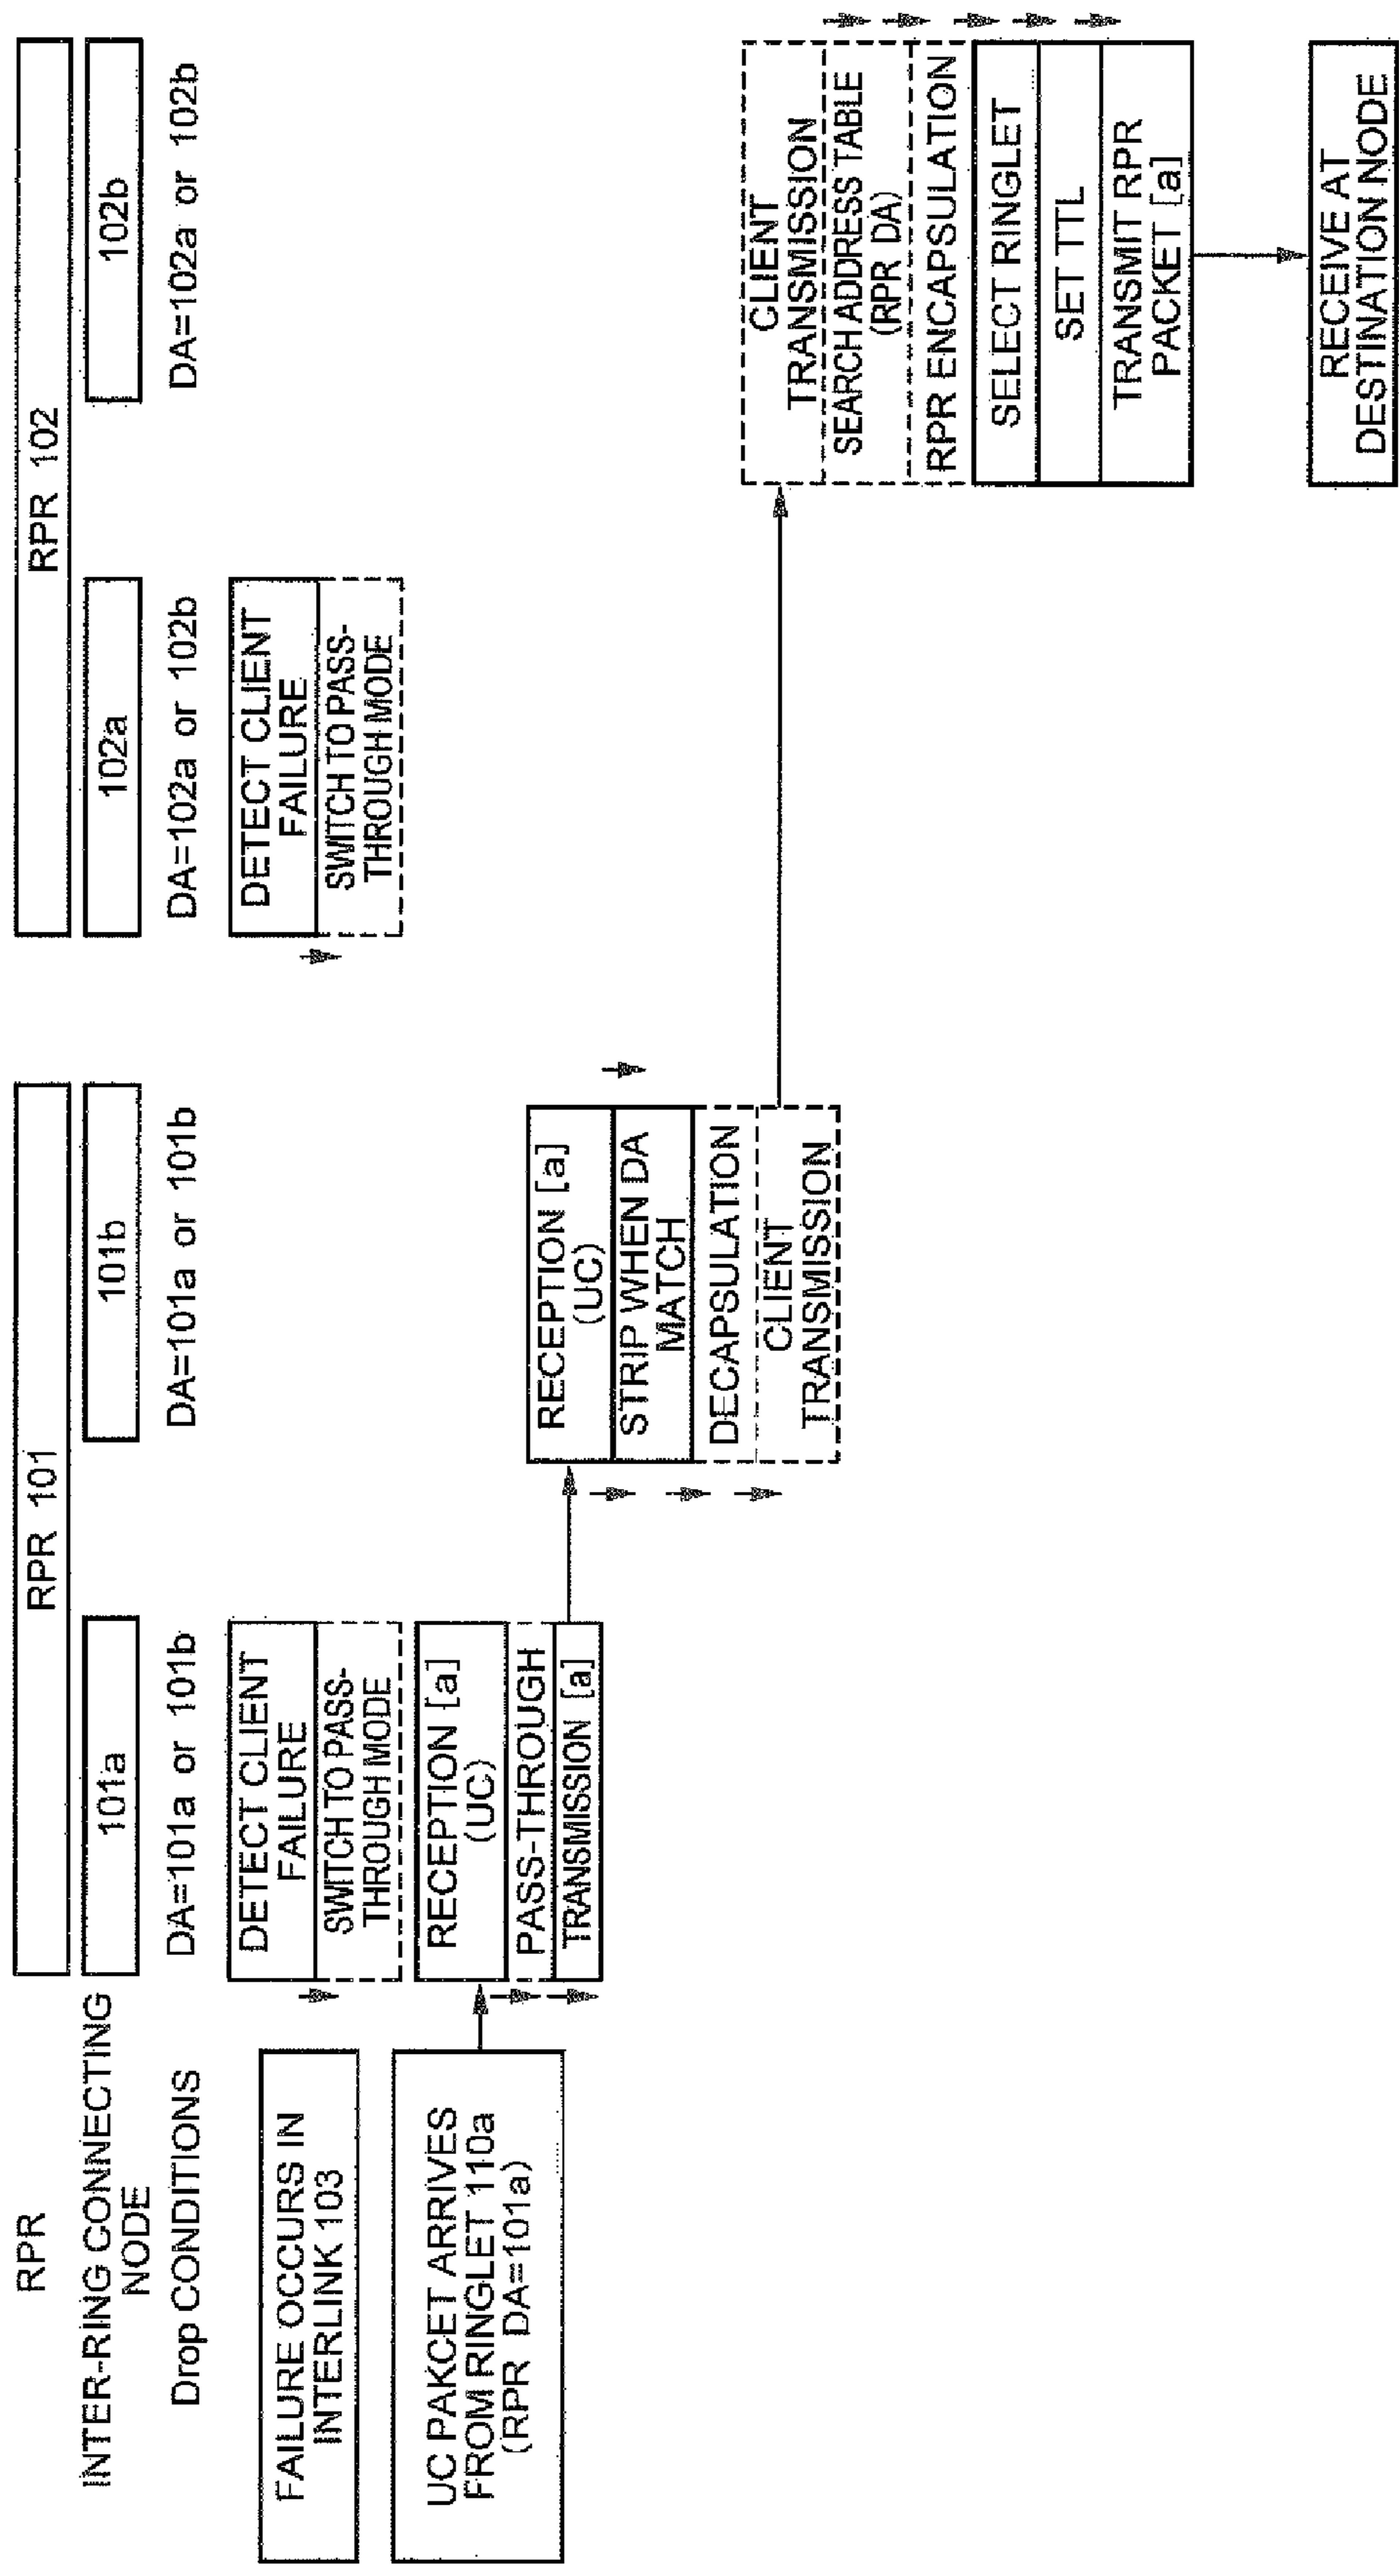 RPR
RPR 101
RPR 102
INTER-RING CONNECTING
NODE
101a
101b
102a
102b
Drop CONDITIONS
DA=101a or 101b
DA=101a or 101b
DA=102a or 102b
DA=102a or 102b
FAILURE OCCURS IN
INTERLINK 103
DETECT CLIENT
FAILURE
SWITCH TO PASS-
THROUGH MODE
DETECT CLIENT
FAILURE
SWITCH TO PASS-
THROUGH MODE
UC PAKCET ARRIVES
FROM RINGLET 110a
(RPR DA=101a)
RECEPTION [a]
(UC)
PASS-THROUGH
TRANSMISSION [a]
RECEPTION [a]
(UC)
STRIP WHEN DA
MATCH
DECAPSULATION
CLIENT
TRANSMISSION
CLIENT
TRANSMISSION
SEARCH ADDRESS TABLE
(RPR DA)
RPR ENCAPSULATION
SELECT RINGLET
SET TTL
TRANSMIT RPR
PACKET [a]
RECEIVE AT
DESTINATION NODE